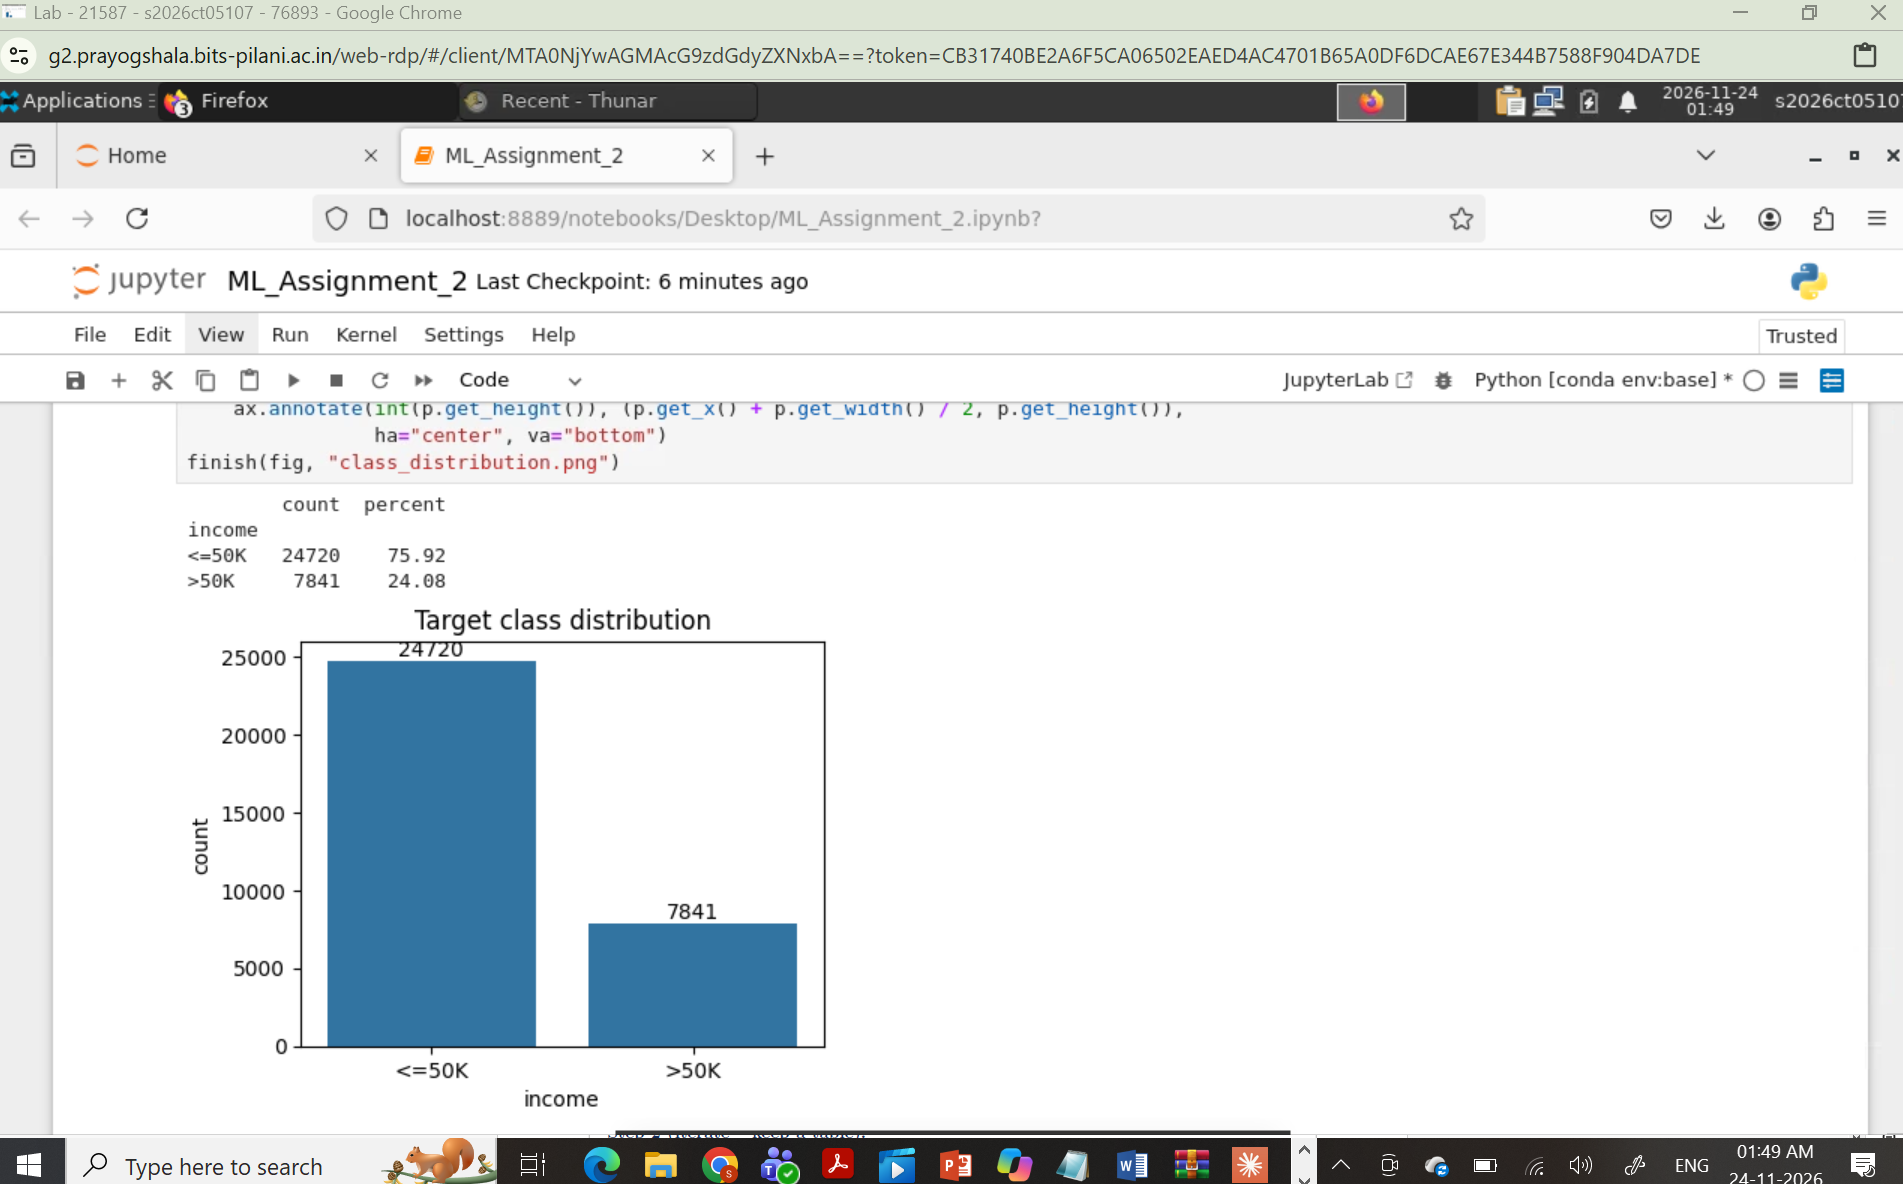 Lab - 21587 - s2026ct05107 - 76893 - Google Chrome
g2.prayogshala.bits-pilani.ac.in/web-rdp/#/client/MTA0NjYwAGMAcG9zdGdyZXNxbA==?token=CB31740BE2A6F5CA06502EAED4AC4701B65A0DF6DCAE67E344B7588F904DA7DE
Applications
3
Firefox
Recent - Thunar
2026-11-24
01:49
s2026ct0510
Home
ML_Assignment_2
localhost:8889/notebooks/Desktop/ML_Assignment_2.ipynb?
jupyter ML_Assignment_2 Last Checkpoint: 6 minutes ago
File Edit View Run Kernel Settings Help
Trusted
Code
JupyterLab
Python [conda env:base] *
ax.annotate(int(p.get_height()), (p.get_x() + p.get_width() / 2, p.get_height()),
ha="center", va="bottom")
finish(fig, "class_distribution.png")
count percent
income
<=50K 24720 75.92
>50K 7841 24.08
Target class distribution
24720
25000
20000
15000
10000
5000
0
count
7841
<=50K
>50K
income
Type here to search
ENG
01:49 AM
24-11-2026